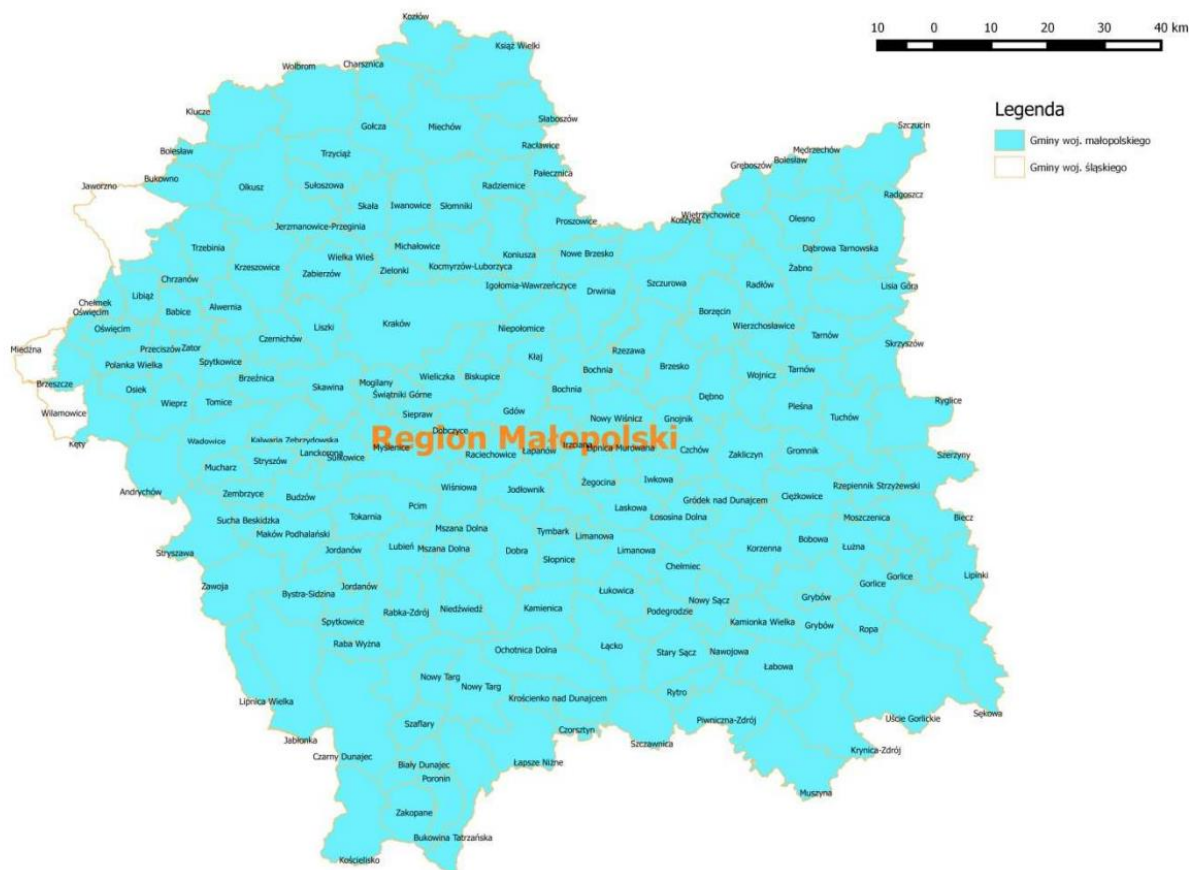 Kozłów
10 0 10 20 30 40 km
Książ Wielki
Wolbrom
Charsznica
Legenda
Klucze
Słaboszów
Gołcza
Miechów
Szczucin
Gminy woj. małopolskiego
Racławice
Bolesław
Trzyciąż
Mędrzechów
Bolesław
Gręboszów
Gminy woj. śląskiego
Pałecznica
Bukowno
Jaworzno
Olkusz
Sułoszowa
Radziemice
Radgoszcz
Skała
Iwanowice
Słomniki
Wietrzychowice
Koszyce
Proszowice
Olesno
Jerzmanowice-Przeginia
Trzebinia
Michałowice
Dąbrowa Tarnowska
Wielka Wieś
Koniusza
Nowe Brzesko
Krzeszowice
Zabierzów
Zielonki
Kocmyrzów-Luborzyca
Żabno
Chrzanów
Igołomia-Wawrzeńczyce
Drwinia
Szczurowa
Radłów
Lisia Góra
Libiąż
Chełmek
Oświęcim
Babice
Alwernia
Borzęcin
Oświęcim
Liszki
Kraków
Niepołomice
Wierzchosławice
Tarnów
Czernichów
Skrzyszów
Miedźna
Przeciszów
Zator
Rzezawa
Polanka Wielka
Spytkowice
Kłaj
Bochnia
Brzesko
Wojnicz
Tarnów
Brzeszcze
Osiek
Brzeźnica
Skawina
Mogilany
Wieliczka
Biskupice
Bochnia
Świątniki Górne
Dębno
Wieprz
Tomice
Pleśna
Ryglice
Wilamowice
Siepraw
Gdów
Nowy Wiśnicz
Gnojnik
Tuchów
Kęty
Wadowice
Kalwaria Zebrzydowska
Dobczyce
Region Małopolski
Myślenice
Trzciana
Lipnica Murowana
Czchów
Zakliczyn
Gromnik
Szerzyny
Lanckorona
Sułkowice
Raciechowice
Łapanów
Mucharz
Stryszów
Andrychów
Zembrzyce
Budzów
Wiśniowa
Jodłownik
Żegocina
Iwkowa
Rzepiennik Strzyżewski
Pcim
Gródek nad Dunajcem
Ciężkowice
Laskowa
Sucha Beskidzka
Tokarnia
Łososina Dolna
Moszczenica
Biecz
Maków Podhalański
Mszana Dolna
Tymbark
Limanowa
Stryszawa
Jordanów
Lubień
Mszana Dolna
Dobra
Słopnice
Limanowa
Korzenna
Bobowa
Łużna
Chełmiec
Zawoja
Bystra-Sidzina
Jordanów
Łukowica
Gorlice
Gorlice
Lipinki
Nowy Sącz
Grybów
Rabka-Zdrój
Niedźwiedź
Kamienica
Podegrodzie
Spytkowice
Kamionka Wielka
Grybów
Ropa
Raba Wyżna
Ochotnica Dolna
Łącko
Stary Sącz
Nawojowa
Łabowa
Nowy Targ
Nowy Targ
Krościenko nad Dunajcem
Rytro
Lipnica Wielka
Szaflary
Czorsztyn
Piwniczna-Zdrój
Uście Gorlickie
Sękowa
Jabłonka
Szczawnica
Krynica-Zdrój
Czarny Dunajec
Biały Dunajec
Łapsze Niżne
Poronin
Muszyna
Zakopane
Bukowina Tatrzańska
Kościelisko